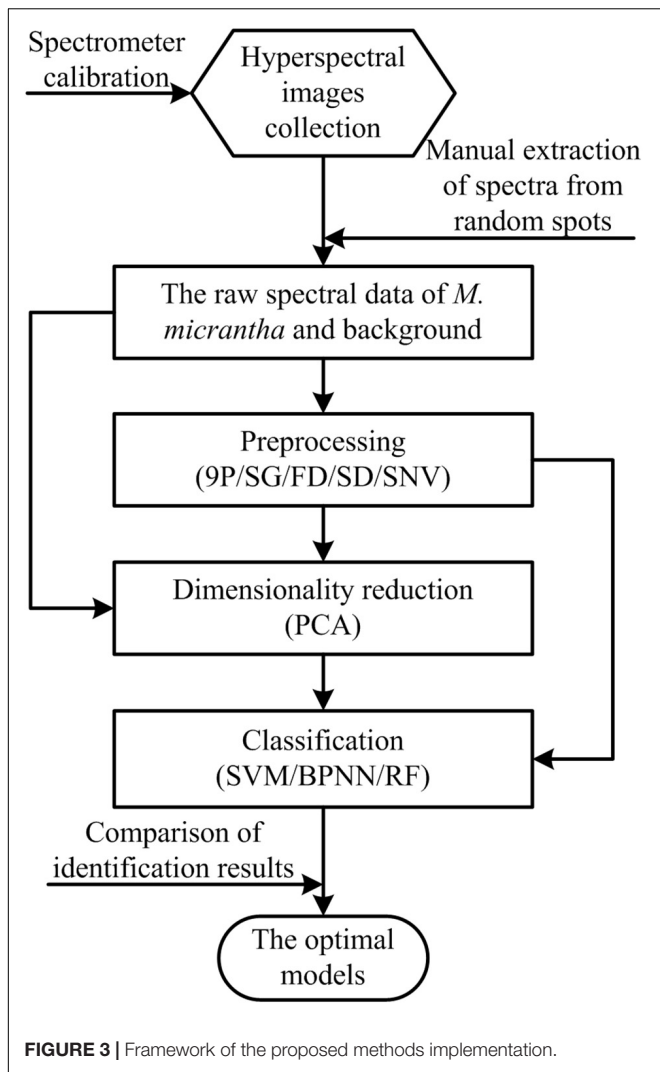 Spectrometer
calibration
Hyperspectral
images
collection
Manual extraction
of spectra from
random spots
The raw spectral data of M.
micrantha and background
Preprocessing
(9P/SG/FD/SD/SNV)
Dimensionality reduction
(PCA)
Classification
(SVM/BPNN/RF)
Comparison of
identification results
The optimal
models
FIGURE 3 | Framework of the proposed methods implementation.